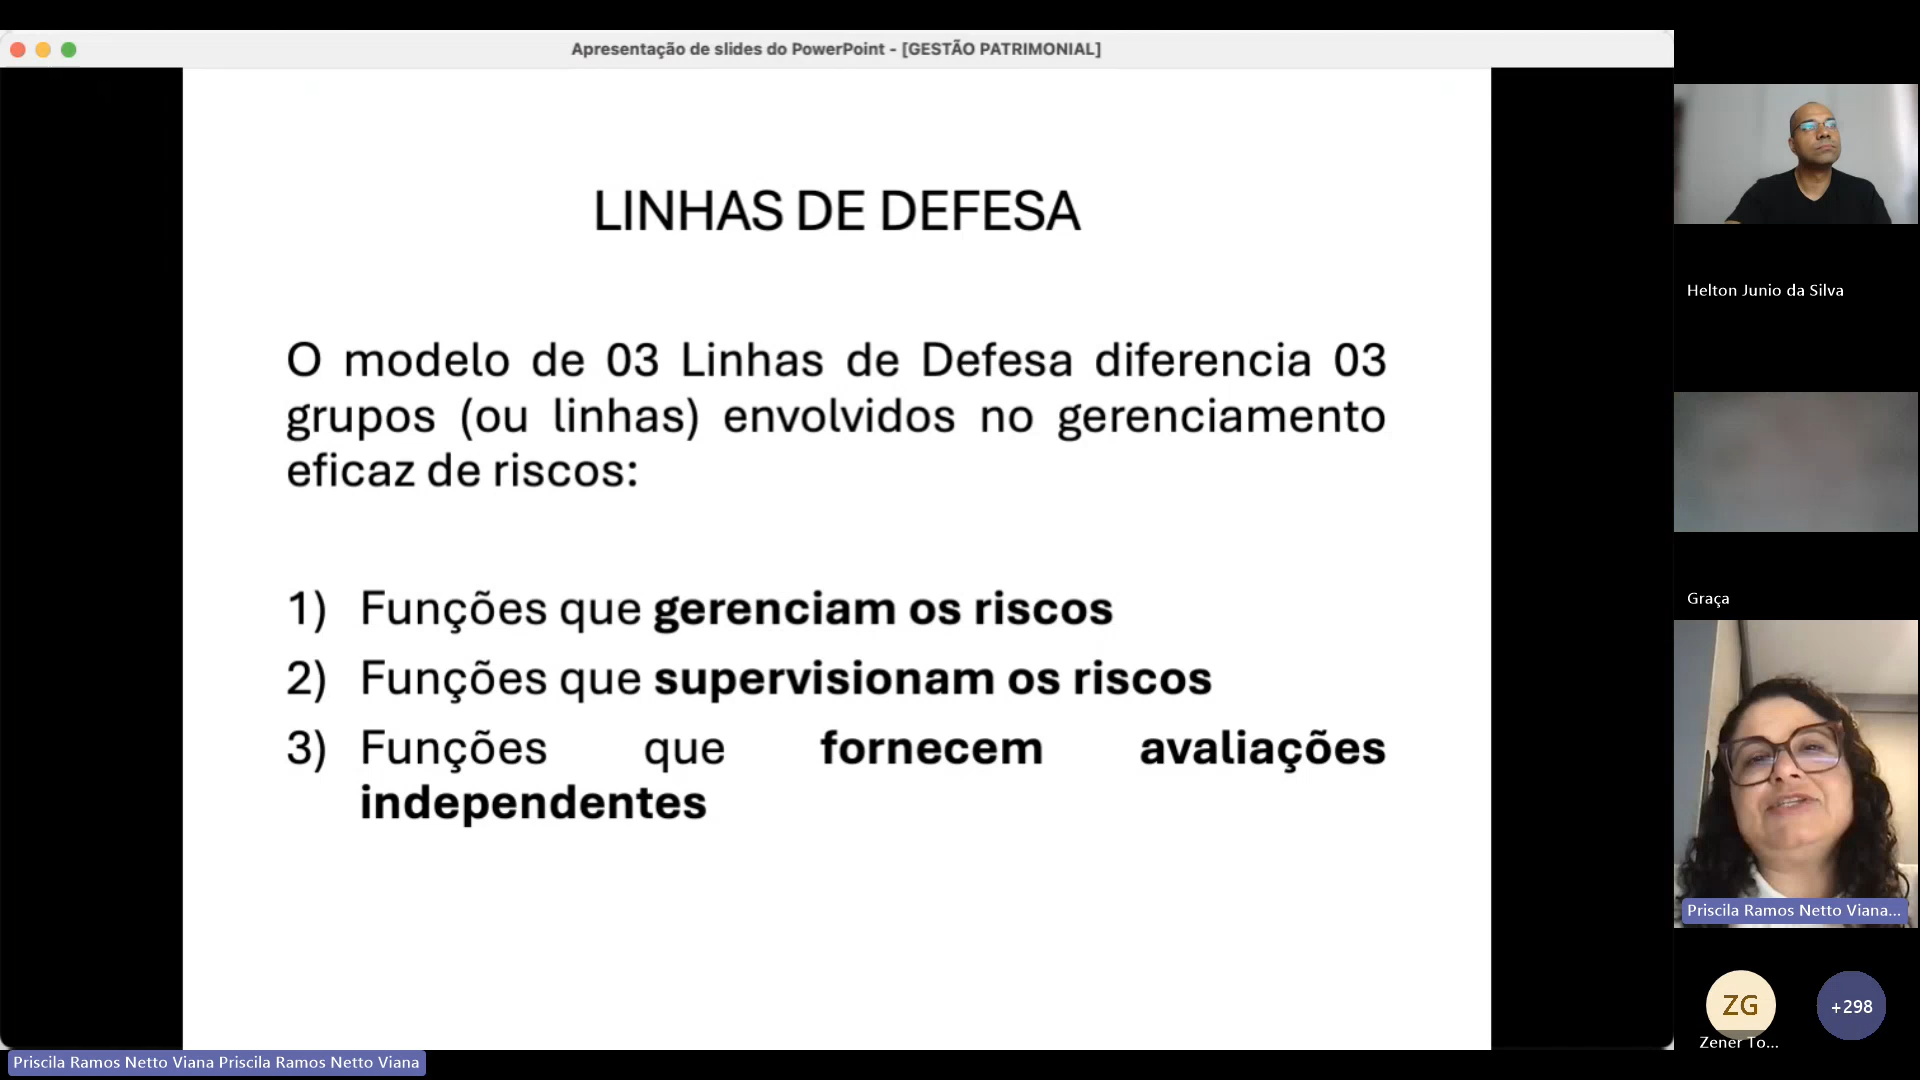 Apresentação de slides do PowerPoint - [GESTÃO PATRIMONIAL]
LINHAS DE DEFESA
O modelo de 03 Linhas de Defesa diferencia 03
grupos (ou linhas) envolvidos no gerenciamento
eficaz de riscos:
1) Funções que gerenciam os riscos
2) Funções que supervisionam os riscos
3) Funções que fornecem avaliações
independentes
Helton Junio da Silva
Graça
Priscila Ramos Netto Viana...
ZG
+298
Zener To...
Priscila Ramos Netto Viana Priscila Ramos Netto Viana